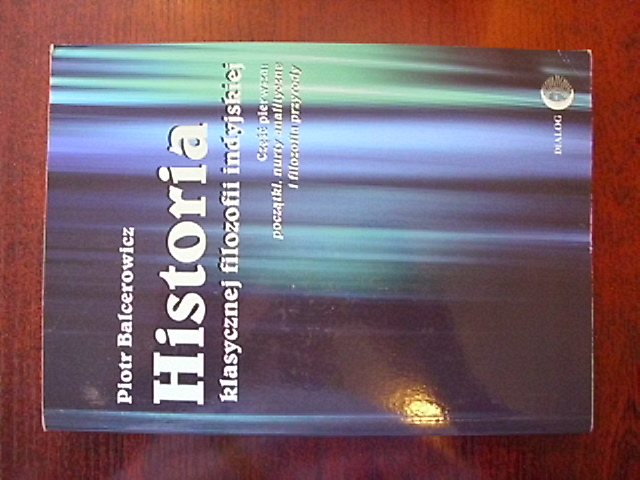 Piotr Balcerowicz
Historia
klasycznej filozofii indyjskiej
Część pierwsza:
początki, nurty analityczne
i filozofia przyrody
DIALOG